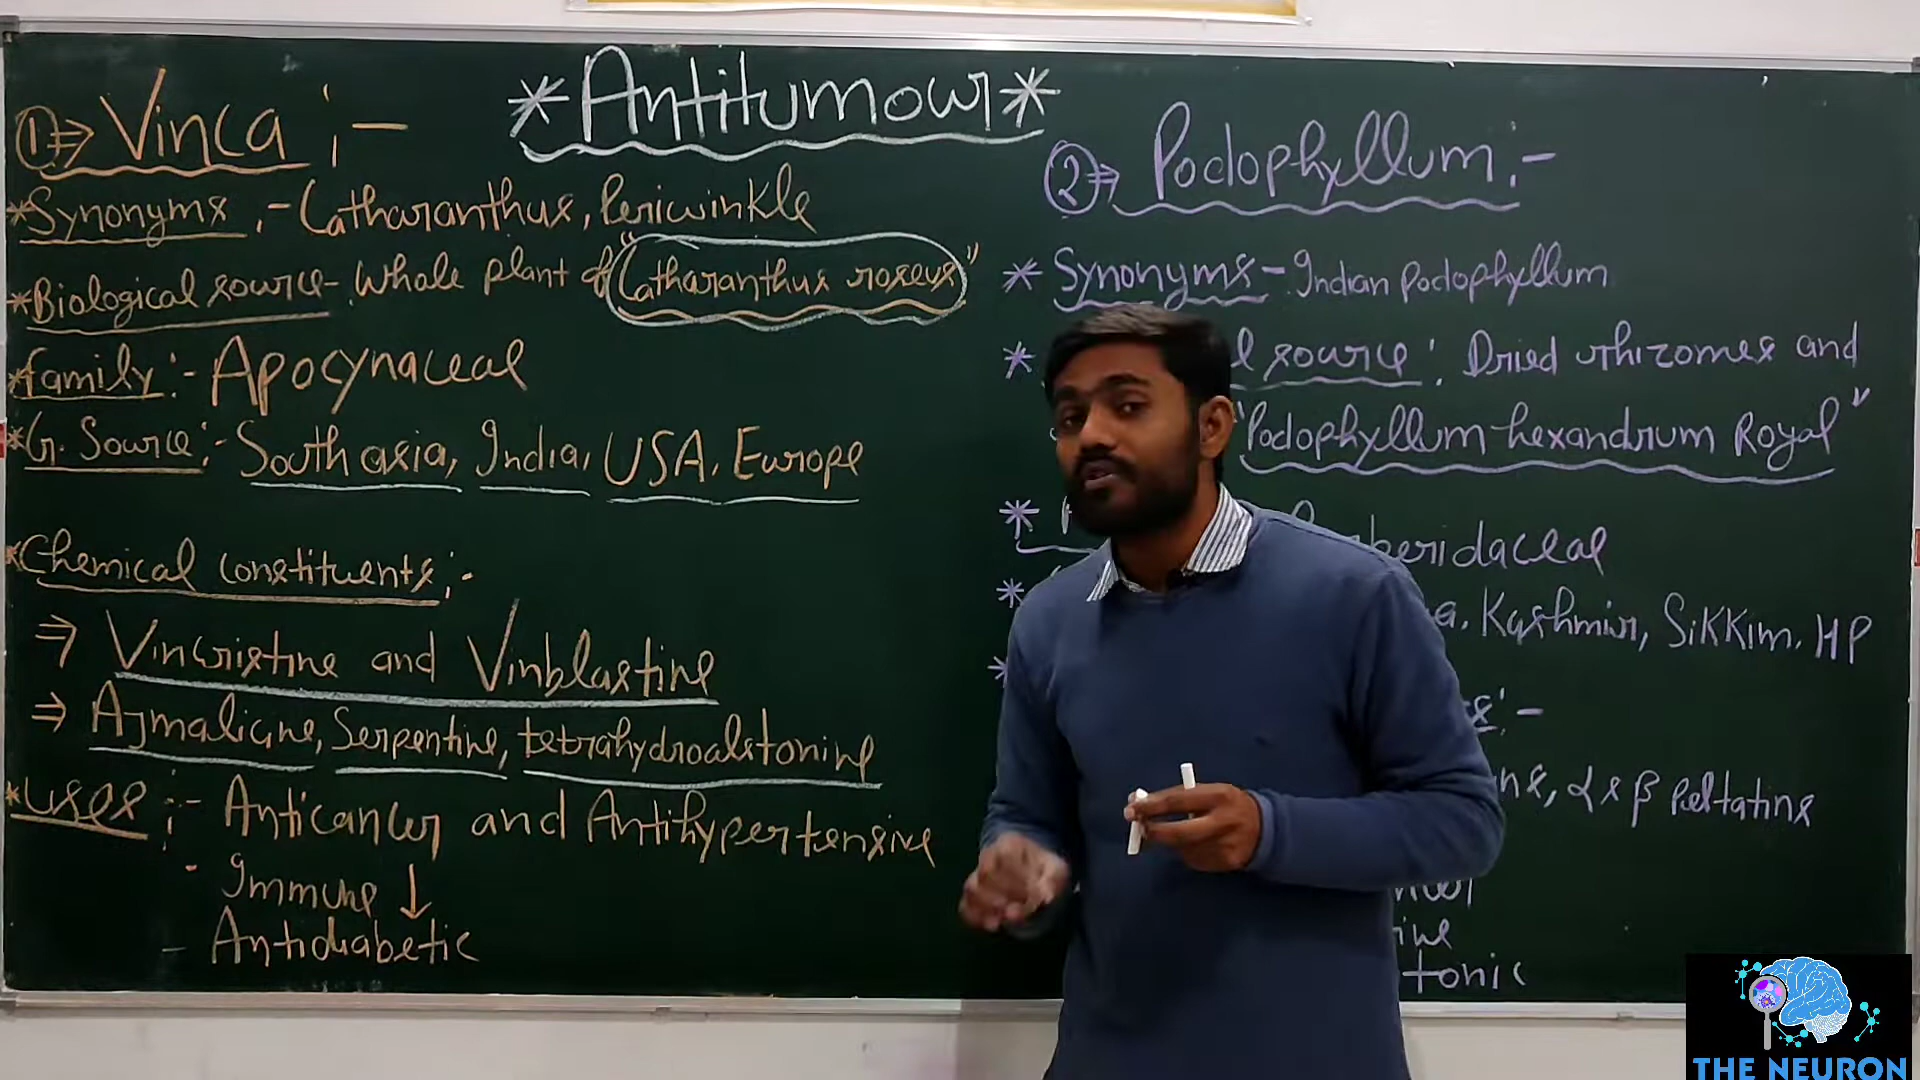 * Antitumour *
① ⇒ Vinca :-
* Synonyms :- Catharanthus, Periwinkle
* Biological source - Whole plant of "Catharanthus roseus"
* family :- Apocynaceae
* G. Source :- South asia, India, USA, Europe
* Chemical constituents :-
⇒ Vincristine and Vinblastine
⇒ Ajmalicine, Serpentine, tetrahydroalstonine
* Uses :- Anticancer and Antihypertensive
- Immune ↓
- Antidiabetic
② ⇒ Podophyllum :-
* Synonyms - Indian Podophyllum
* l source : Dried rhizomes and
"Podophyllum hexandrum Royal"
* beridaceae
* a, Kashmir, Sikkim, HP
* s :-
ns, α & β Peltatins
ine
tonic
THE NEURON